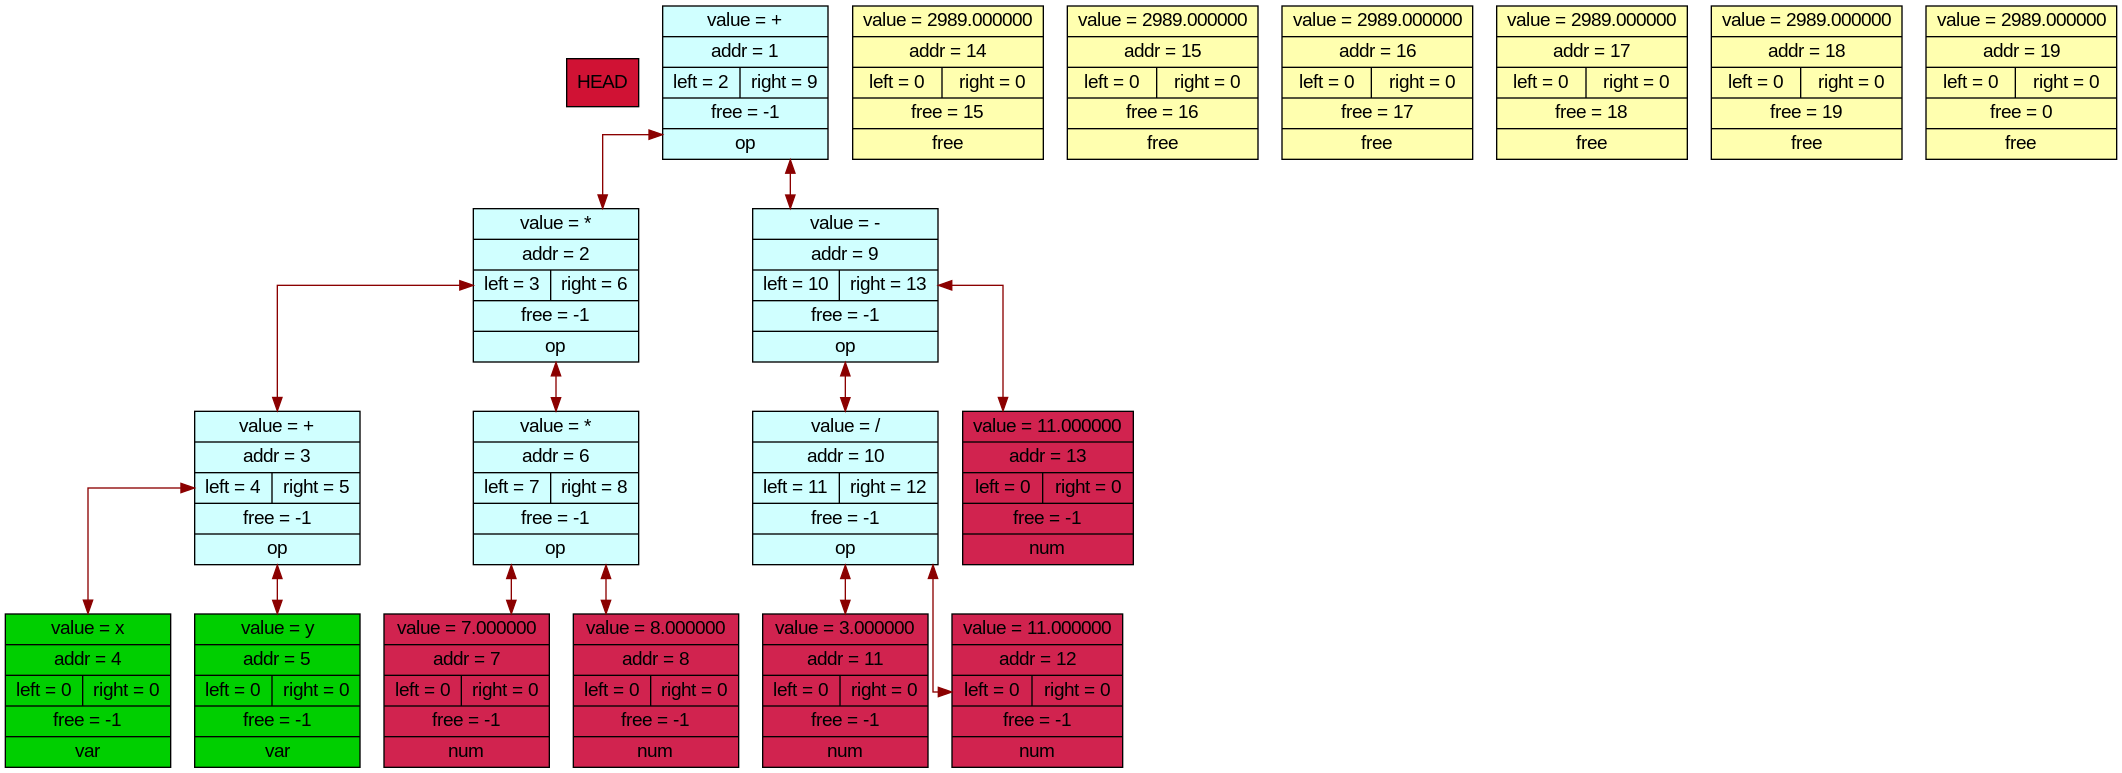 HEAD
value = +
addr = 1
left = 2 right = 9
free = -1
op
value = 2989.000000
addr = 14
left = 0 right = 0
free = 15
free
value = 2989.000000
addr = 15
left = 0 right = 0
free = 16
free
value = 2989.000000
addr = 16
left = 0 right = 0
free = 17
free
value = 2989.000000
addr = 17
left = 0 right = 0
free = 18
free
value = 2989.000000
addr = 18
left = 0 right = 0
free = 19
free
value = 2989.000000
addr = 19
left = 0 right = 0
free = 0
free
value = *
addr = 2
left = 3 right = 6
free = -1
op
value = -
addr = 9
left = 10 right = 13
free = -1
op
value = +
addr = 3
left = 4 right = 5
free = -1
op
value = *
addr = 6
left = 7 right = 8
free = -1
op
value = /
addr = 10
left = 11 right = 12
free = -1
op
value = 11.000000
addr = 13
left = 0 right = 0
free = -1
num
value = x
addr = 4
left = 0 right = 0
free = -1
var
value = y
addr = 5
left = 0 right = 0
free = -1
var
value = 7.000000
addr = 7
left = 0 right = 0
free = -1
num
value = 8.000000
addr = 8
left = 0 right = 0
free = -1
num
value = 3.000000
addr = 11
left = 0 right = 0
free = -1
num
value = 11.000000
addr = 12
left = 0 right = 0
free = -1
num